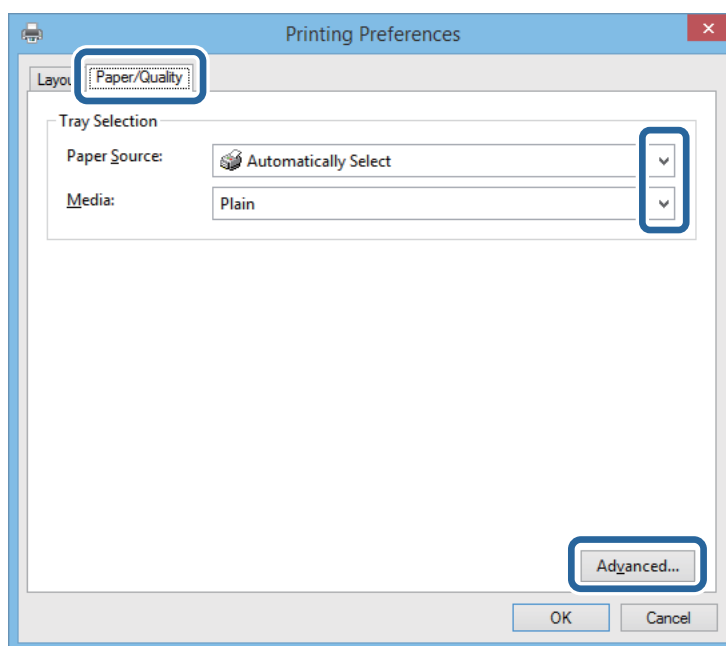 Printing Preferences
Layou
Paper/Quality
Tray Selection
Paper Source:
Automatically Select
Media:
Plain
Advanced...
OK
Cancel